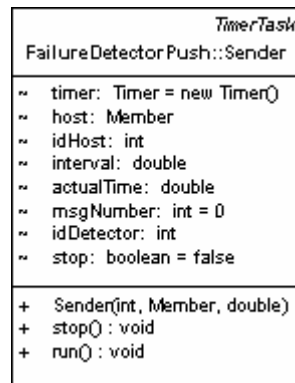 TimerTask
FailureDetectorPush::Sender
~ timer: Timer = new Timer()
~ host: Member
~ idHost: int
~ interval: double
~ actualTime: double
~ msgNumber: int = 0
~ idDetector: int
~ stop: boolean = false
+ Sender(int, Member, double)
+ stop() : void
+ run() : void